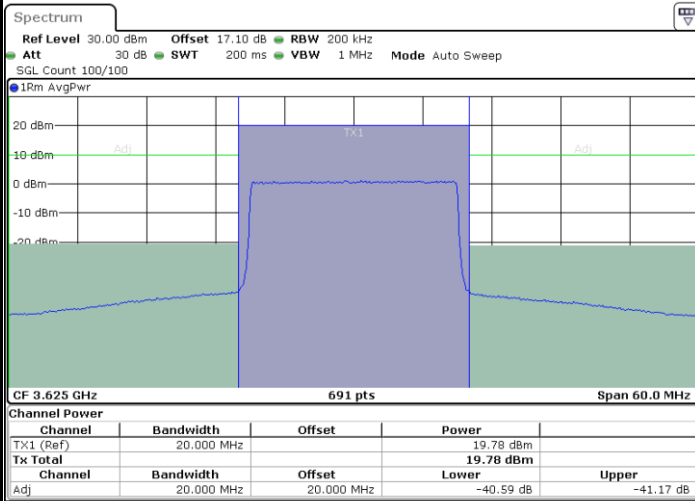 Spectrum
Ref Level 30.00 dBm Offset 17.10 dB RBW 200 kHz
Att 30 dB SWT 200 ms VBW 1 MHz Mode Auto Sweep
SGL Count 100/100
1Rm AvgPwr
20 dBm
TX1
Adj
Adj
10 dBm
0 dBm
-10 dBm
-20 dBm
CF 3.625 GHz 691 pts Span 60.0 MHz
Channel Power
Channel Bandwidth Offset Power
TX1 (Ref) 20.000 MHz 19.78 dBm
Tx Total 19.78 dBm
Channel Bandwidth Offset Lower Upper
Adj 20.000 MHz 20.000 MHz -40.59 dB -41.17 dB